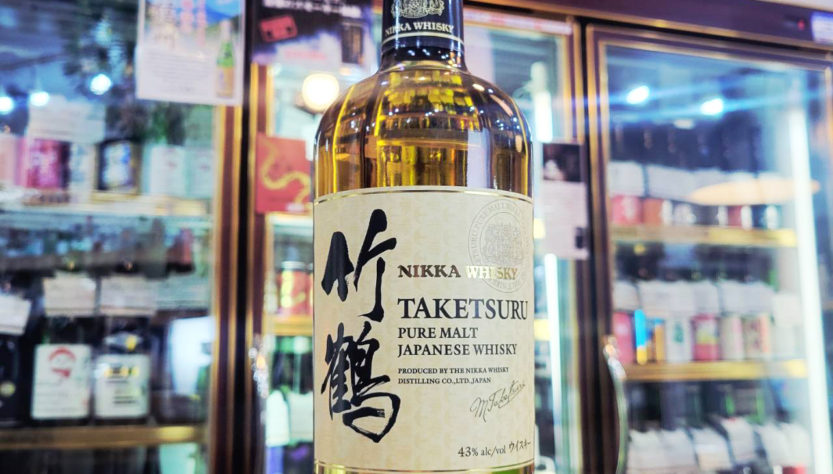 NIKKA WHISKY
竹鶴
NIKKA WHISKY
TAKETSURU
PURE MALT
JAPANESE WHISKY
PRODUCED BY THE NIKKA WHISKY
DISTILLING CO.,LTD.JAPAN
M.Taketsuru
43% alc/vol ウイスキー